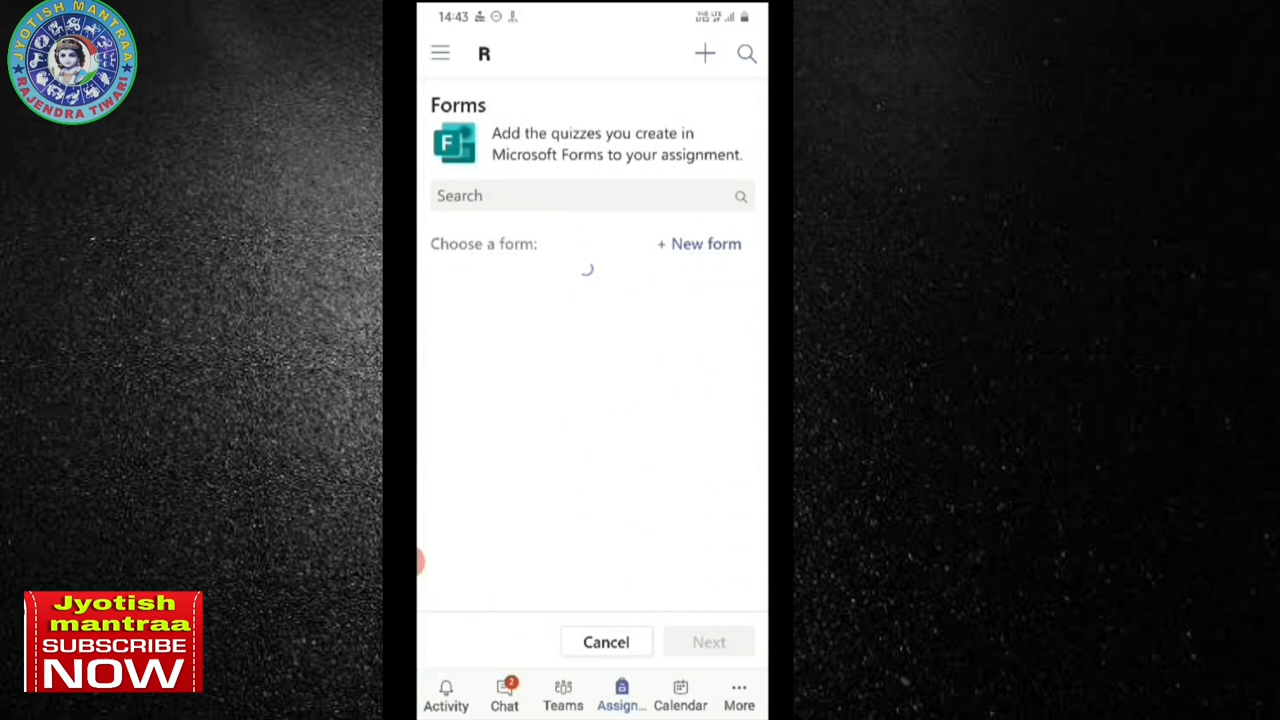 JYOTISH MANTRAA
RAJENDRA TIWARI
14:43
R
Forms
F
Add the quizzes you create in
Microsoft Forms to your assignment.
Search
Choose a form:
+ New form
Cancel
Next
2
Activity
Chat
Teams
Assign...
Calendar
More
Jyotish
mantraa
SUBSCRIBE
NOW